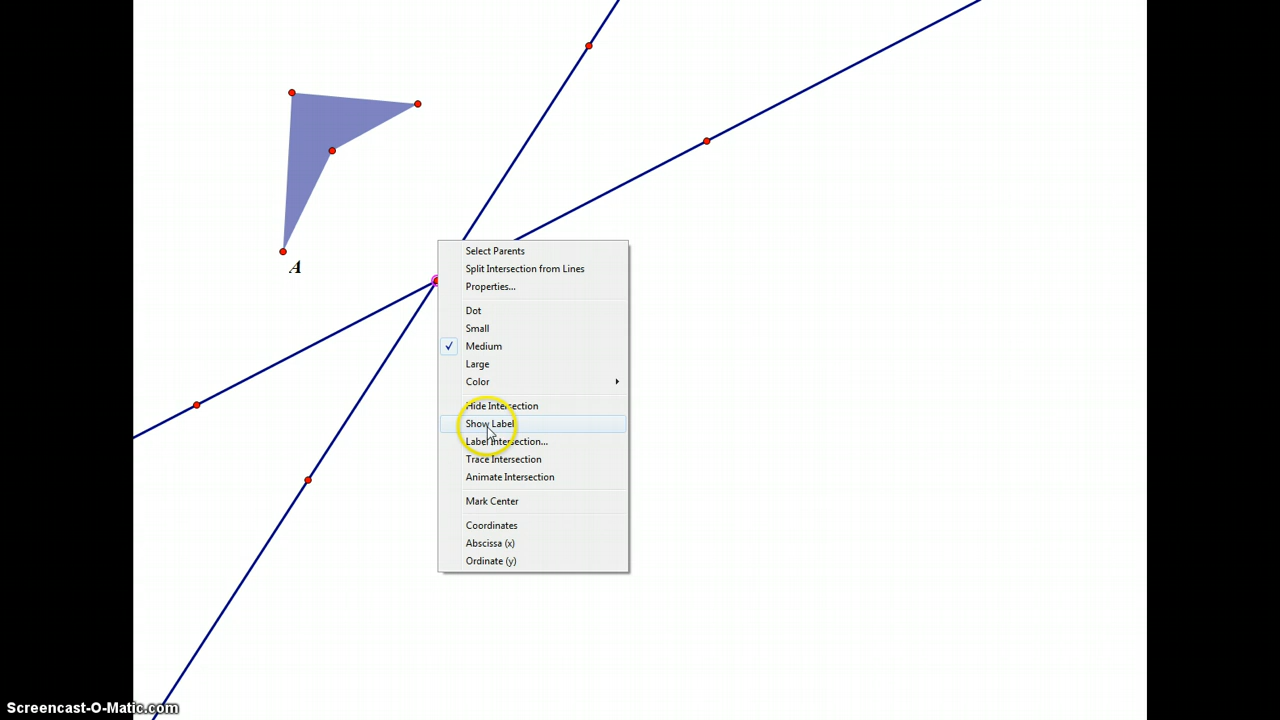 A
Select Parents
Split Intersection from Lines
Properties...
Dot
Small
Medium
Large
Color
Hide Intersection
Show Label
Label Intersection...
Trace Intersection
Animate Intersection
Mark Center
Coordinates
Abscissa (x)
Ordinate (y)
Screencast-O-Matic.com